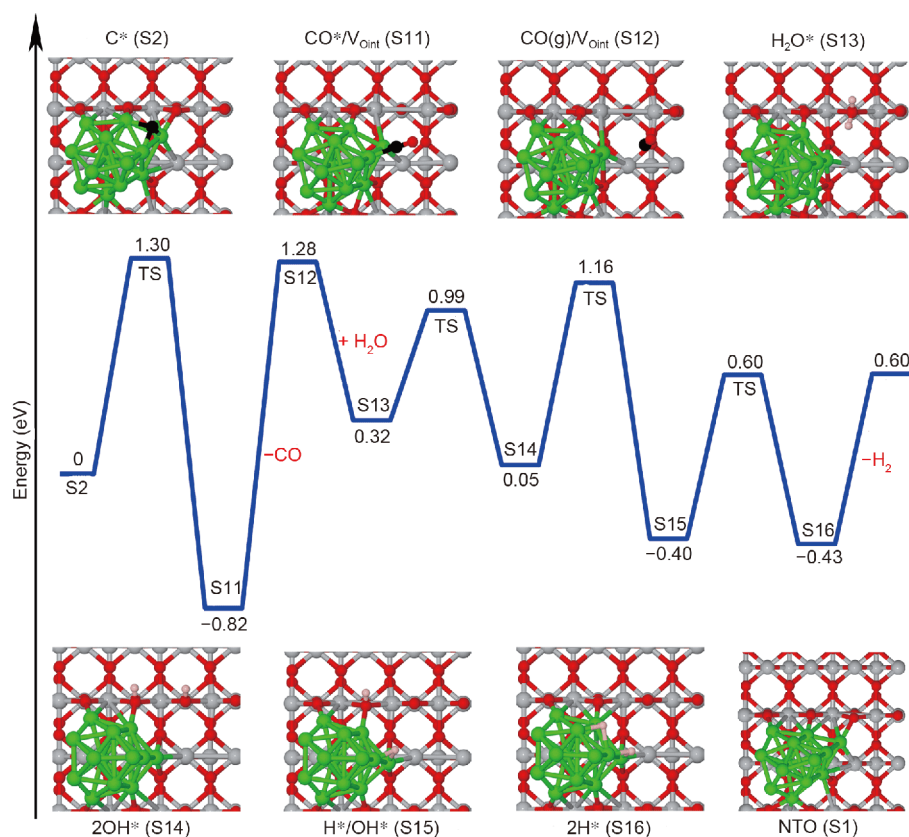 C* (S2)
CO*/V_Oint (S11)
CO(g)/V_Oint (S12)
H₂O* (S13)
Energy (eV)
0
S2
1.30
TS
S11
−0.82
1.28
S12
−CO
+ H₂O
S13
0.32
0.99
TS
S14
0.05
1.16
TS
S15
−0.40
0.60
TS
S16
−0.43
−H₂
0.60
2OH* (S14)
H*/OH* (S15)
2H* (S16)
NTO (S1)